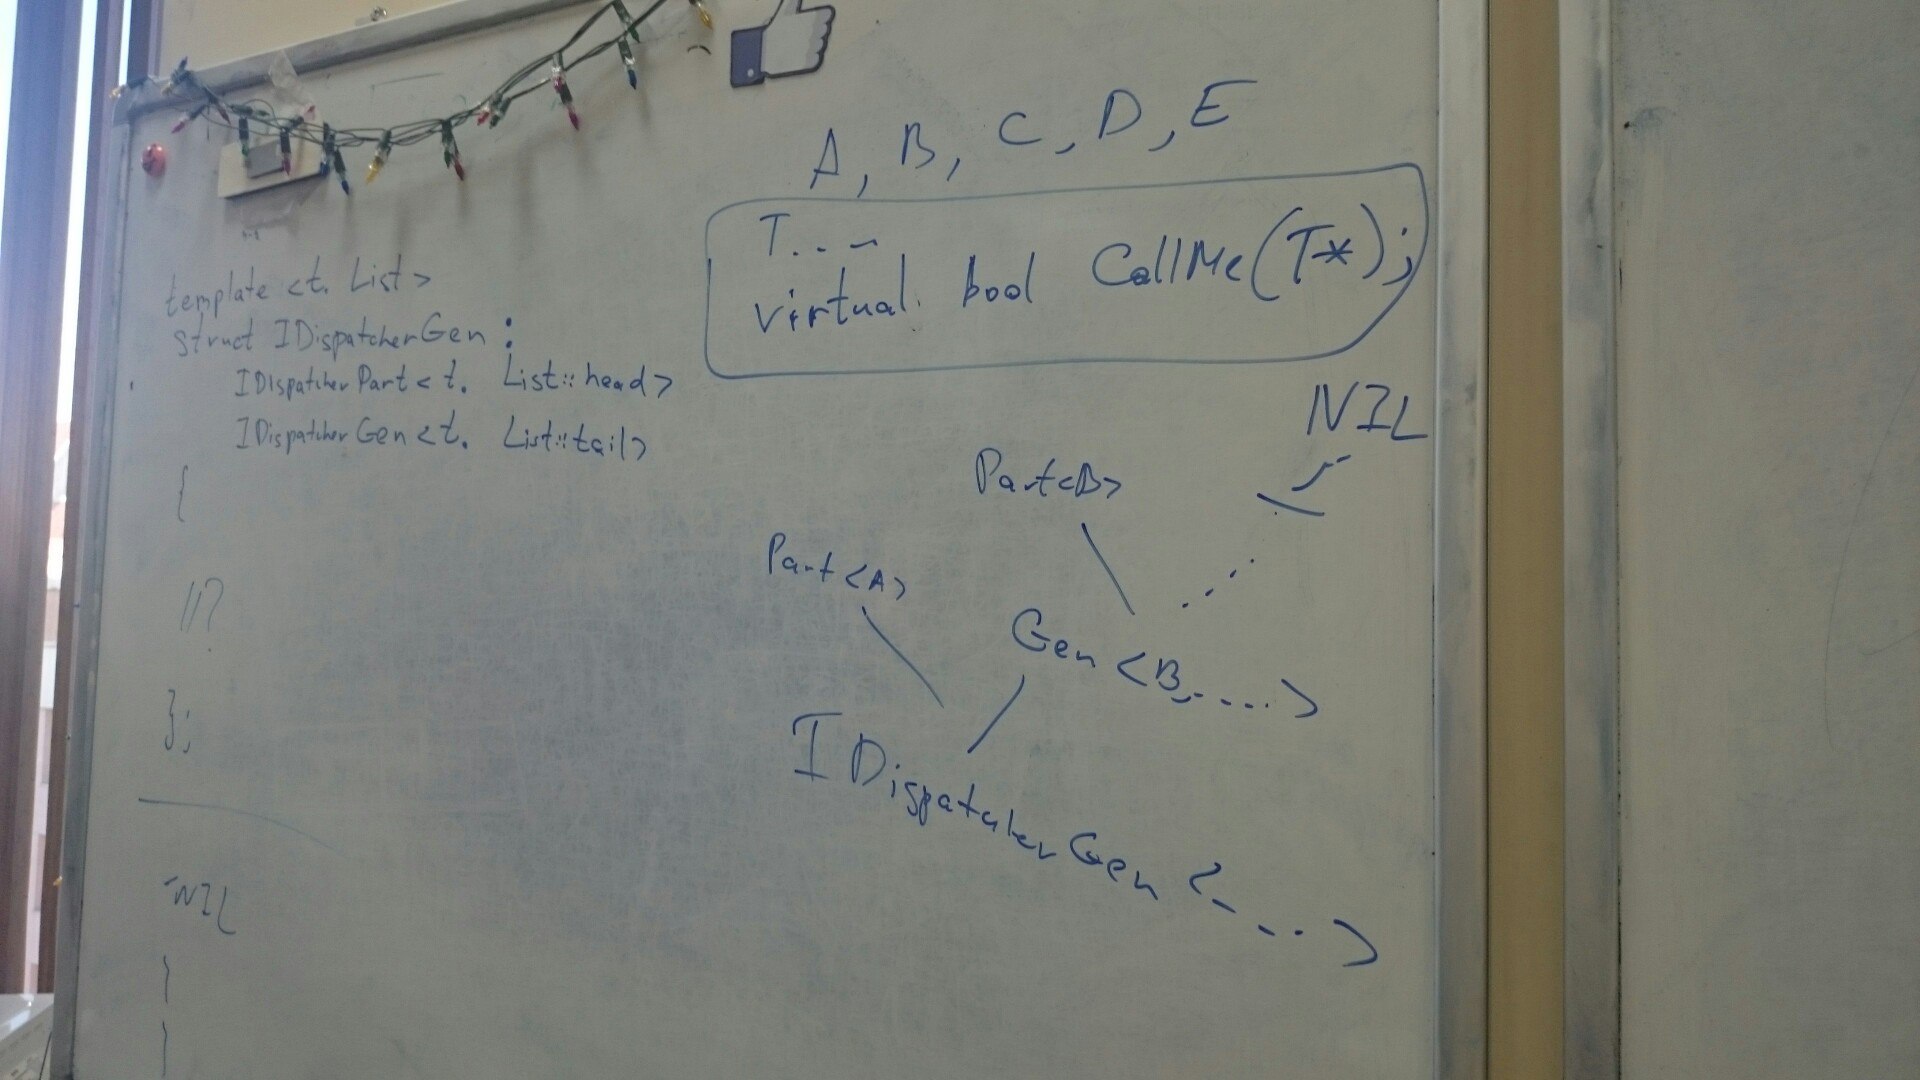 A, B, C, D, E
T...
virtual bool CallMe(T*);
template <t. List>
struct IDispatcherGen :
IDispatcherPart < t. List::head>
IDispatcherGen <t. List::tail>
{
//?
};
NIL
}
}
NIL
Part<B>
Part<A>
Gen <B, ....>
IDispatcherGen <....>